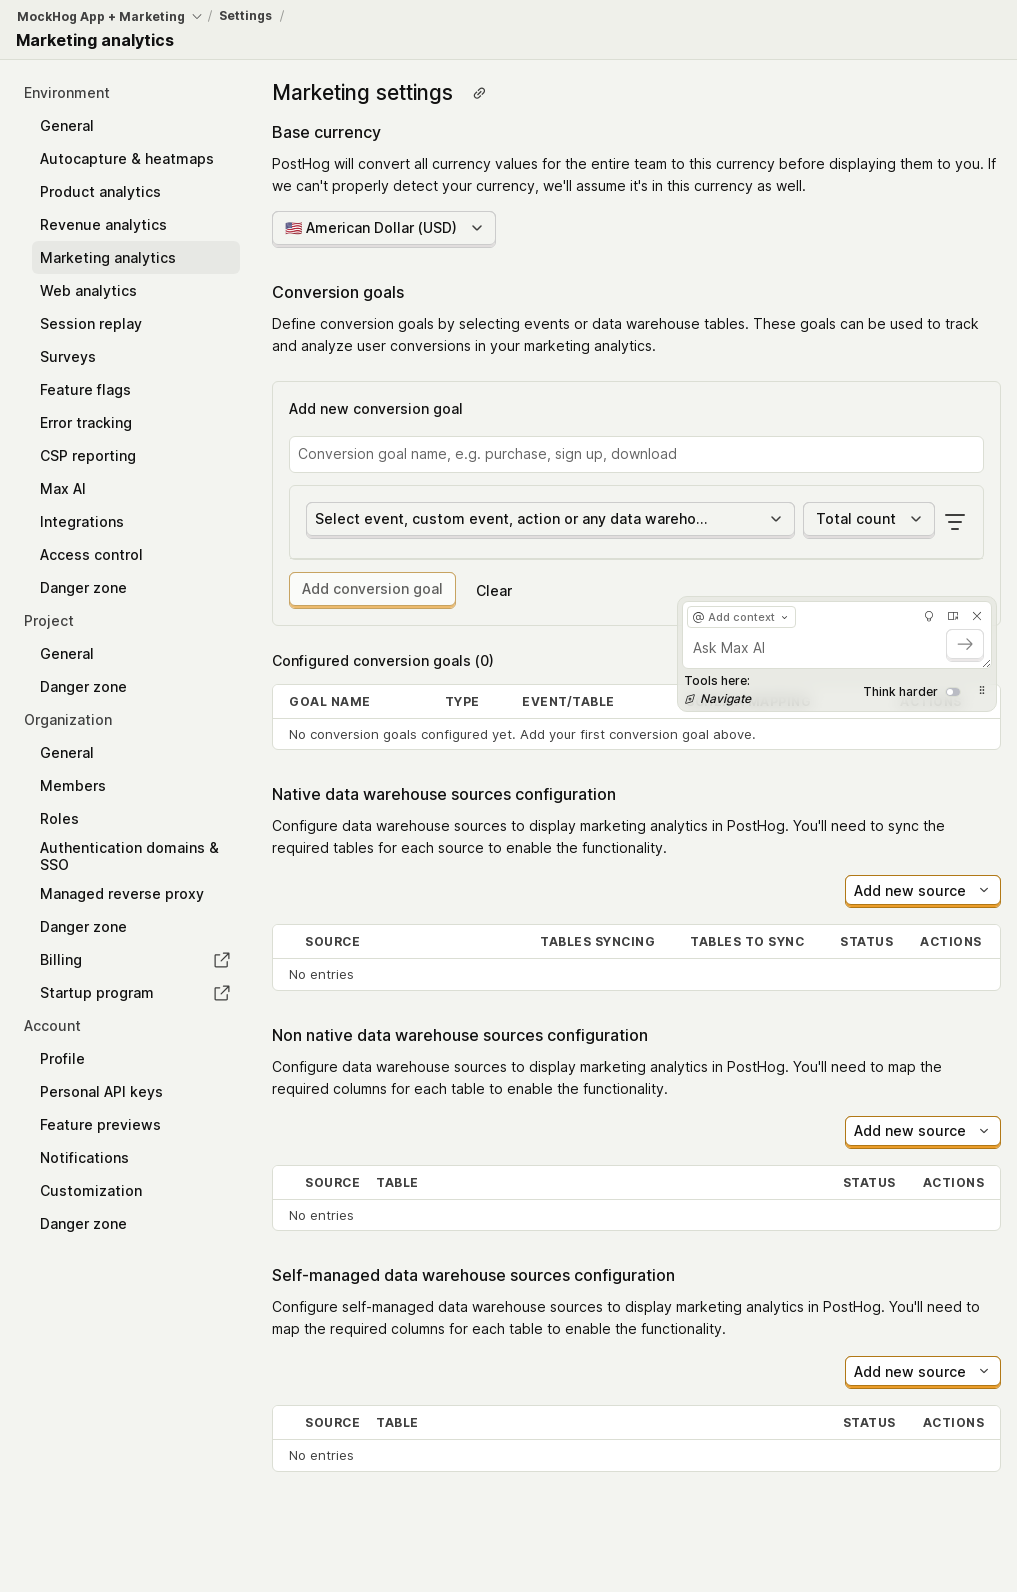 MockHog App + Marketing / Settings /
Marketing analytics
Environment
General
Autocapture & heatmaps
Product analytics
Revenue analytics
Marketing analytics
Web analytics
Session replay
Surveys
Feature flags
Error tracking
CSP reporting
Max AI
Integrations
Access control
Danger zone
Project
General
Danger zone
Organization
General
Members
Roles
Authentication domains &
SSO
Managed reverse proxy
Danger zone
Billing
Startup program
Account
Profile
Personal API keys
Feature previews
Notifications
Customization
Danger zone
Marketing settings
Base currency
PostHog will convert all currency values for the entire team to this currency before displaying them to you. If
we can't properly detect your currency, we'll assume it's in this currency as well.
🇺🇸 American Dollar (USD)
Conversion goals
Define conversion goals by selecting events or data warehouse tables. These goals can be used to track
and analyze user conversions in your marketing analytics.
Add new conversion goal
Conversion goal name, e.g. purchase, sign up, download
Select event, custom event, action or any data wareho... Total count
Add conversion goal Clear
@ Add context
Ask Max AI
Tools here:
Navigate
Think harder
Configured conversion goals (0)
GOAL NAME TYPE EVENT/TABLE
No conversion goals configured yet. Add your first conversion goal above.
Native data warehouse sources configuration
Configure data warehouse sources to display marketing analytics in PostHog. You'll need to sync the
required tables for each source to enable the functionality.
Add new source
SOURCE TABLES SYNCING TABLES TO SYNC STATUS ACTIONS
No entries
Non native data warehouse sources configuration
Configure data warehouse sources to display marketing analytics in PostHog. You'll need to map the
required columns for each table to enable the functionality.
Add new source
SOURCE TABLE STATUS ACTIONS
No entries
Self-managed data warehouse sources configuration
Configure self-managed data warehouse sources to display marketing analytics in PostHog. You'll need to
map the required columns for each table to enable the functionality.
Add new source
SOURCE TABLE STATUS ACTIONS
No entries